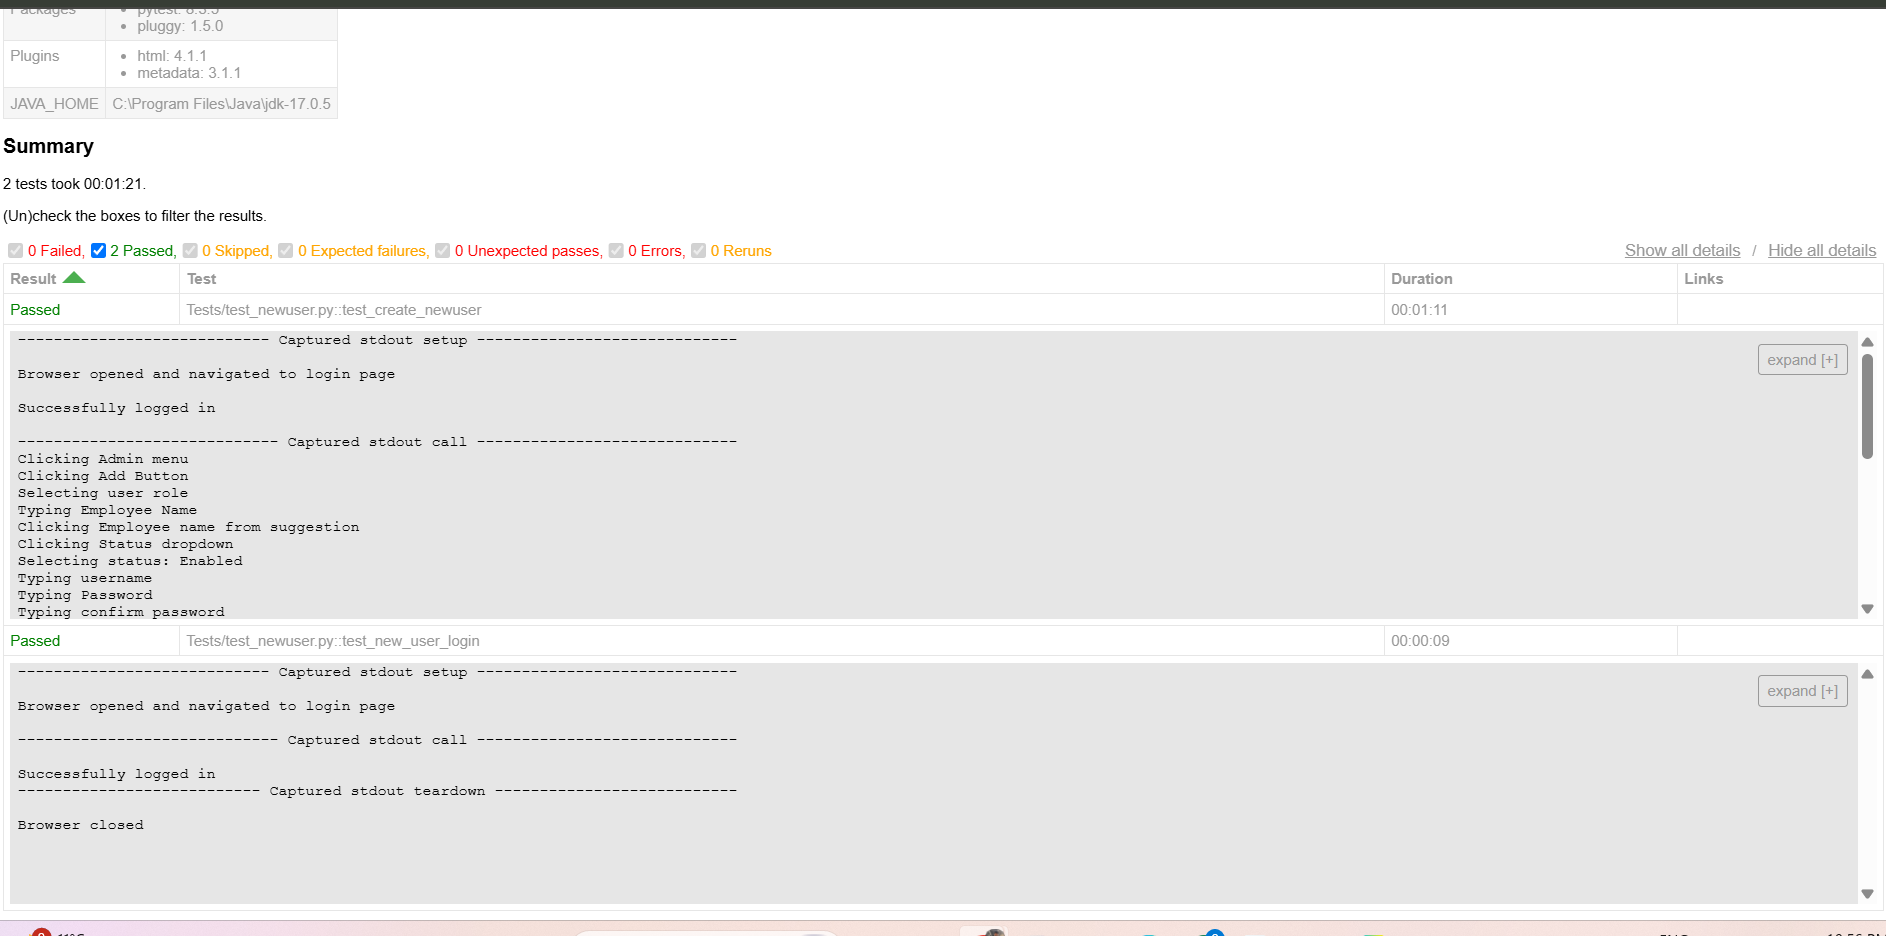 Packages
• pytest: 8.3.5
• pluggy: 1.5.0
Plugins
• html: 4.1.1
• metadata: 3.1.1
JAVA_HOME C:\Program Files\Java\jdk-17.0.5
Summary
2 tests took 00:01:21.
(Un)check the boxes to filter the results.
0 Failed, 2 Passed, 0 Skipped, 0 Expected failures, 0 Unexpected passes, 0 Errors, 0 Reruns Show all details / Hide all details
Result Test Duration Links
Passed Tests/test_newuser.py::test_create_newuser 00:01:11
---------------------------- Captured stdout setup -----------------------------
expand [+]
Browser opened and navigated to login page
Successfully logged in
----------------------------- Captured stdout call -----------------------------
Clicking Admin menu
Clicking Add Button
Selecting user role
Typing Employee Name
Clicking Employee name from suggestion
Clicking Status dropdown
Selecting status: Enabled
Typing username
Typing Password
Typing confirm password
Passed Tests/test_newuser.py::test_new_user_login 00:00:09
---------------------------- Captured stdout setup -----------------------------
expand [+]
Browser opened and navigated to login page
----------------------------- Captured stdout call -----------------------------
Successfully logged in
--------------------------- Captured stdout teardown ---------------------------
Browser closed